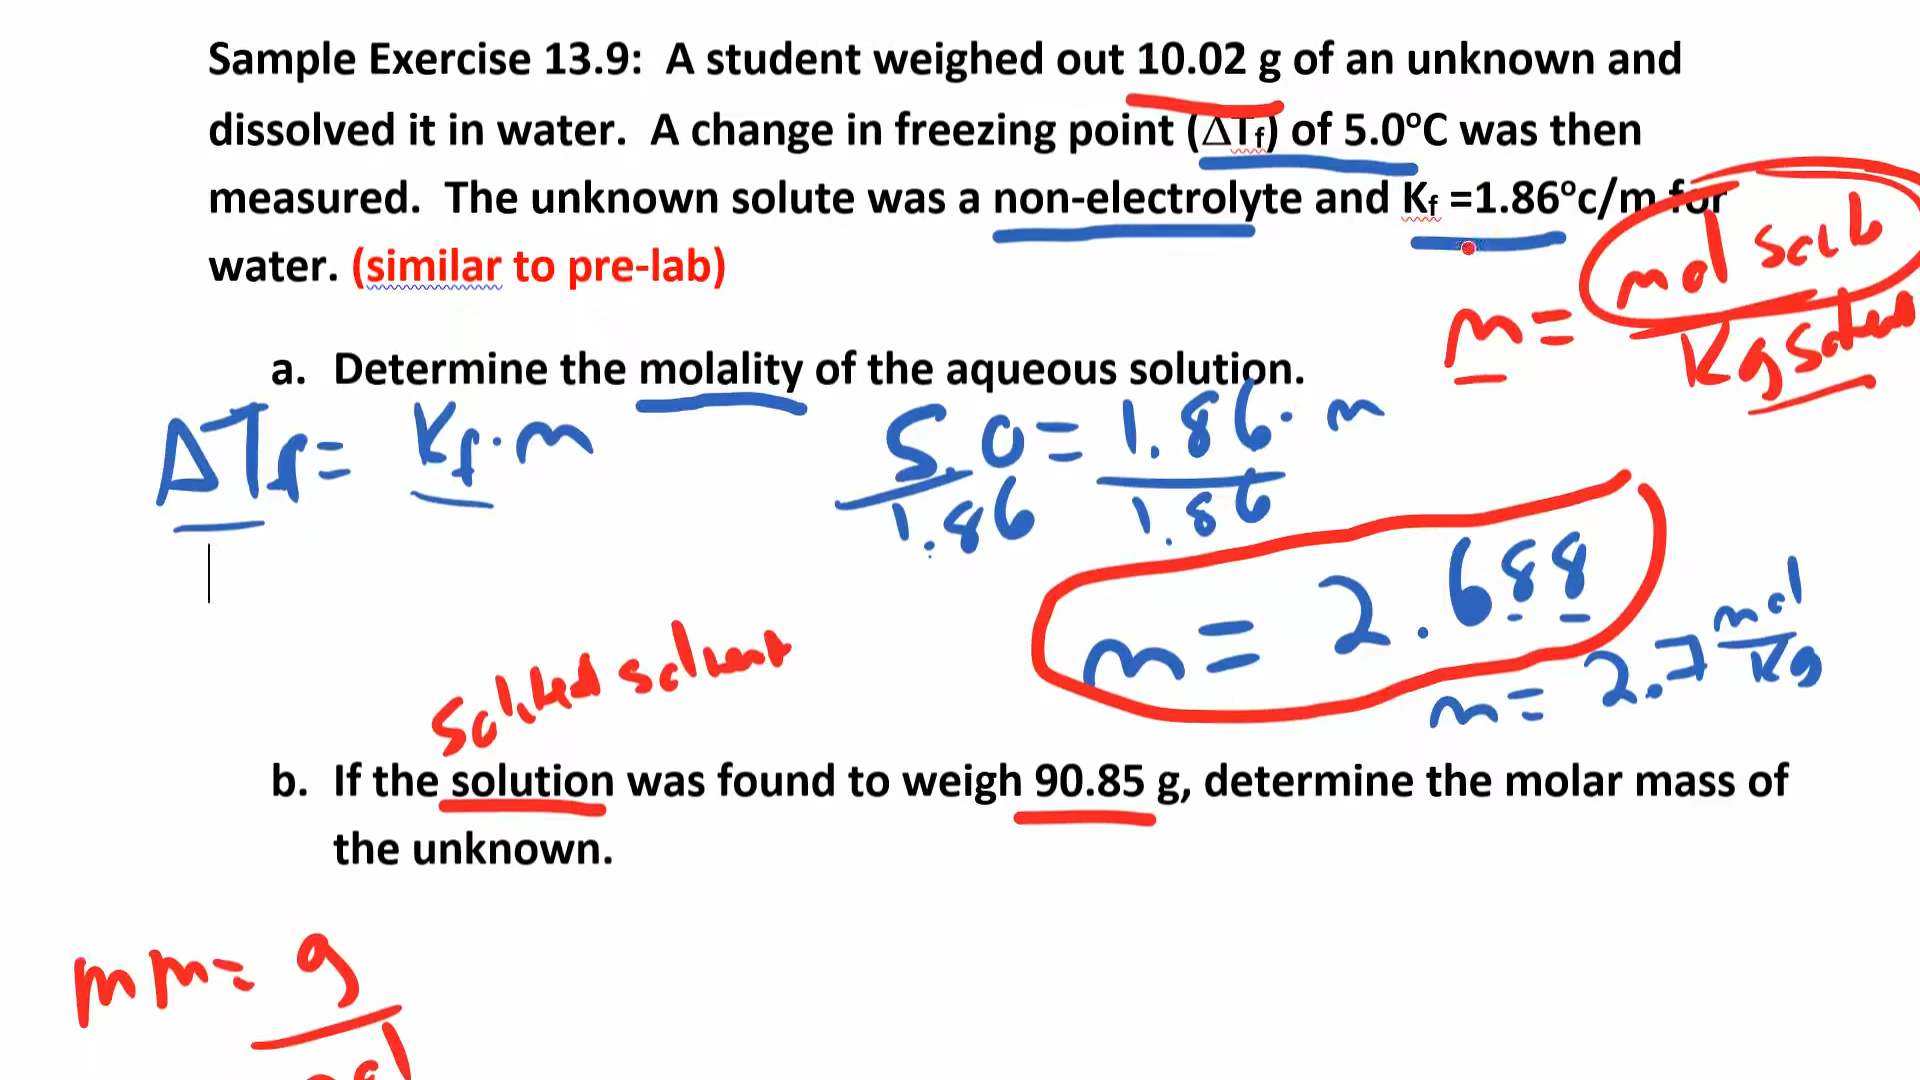 Sample Exercise 13.9:  A student weighed out 10.02 g of an unknown and
dissolved it in water.  A change in freezing point (ΔTf) of 5.0°C was then
measured.  The unknown solute was a non-electrolyte and Kf =1.86°c/m for
water. (similar to pre-lab)
mol
m =
Kg
a. Determine the molality of the aqueous solution.
ΔTf = Kf · m
5.0 = 1.86 · m
1.86 1.86
m = 2.688
m = 2.7 mol
Kg
solvent
b. If the solution was found to weigh 90.85 g, determine the molar mass of
the unknown.
mm = g
mol